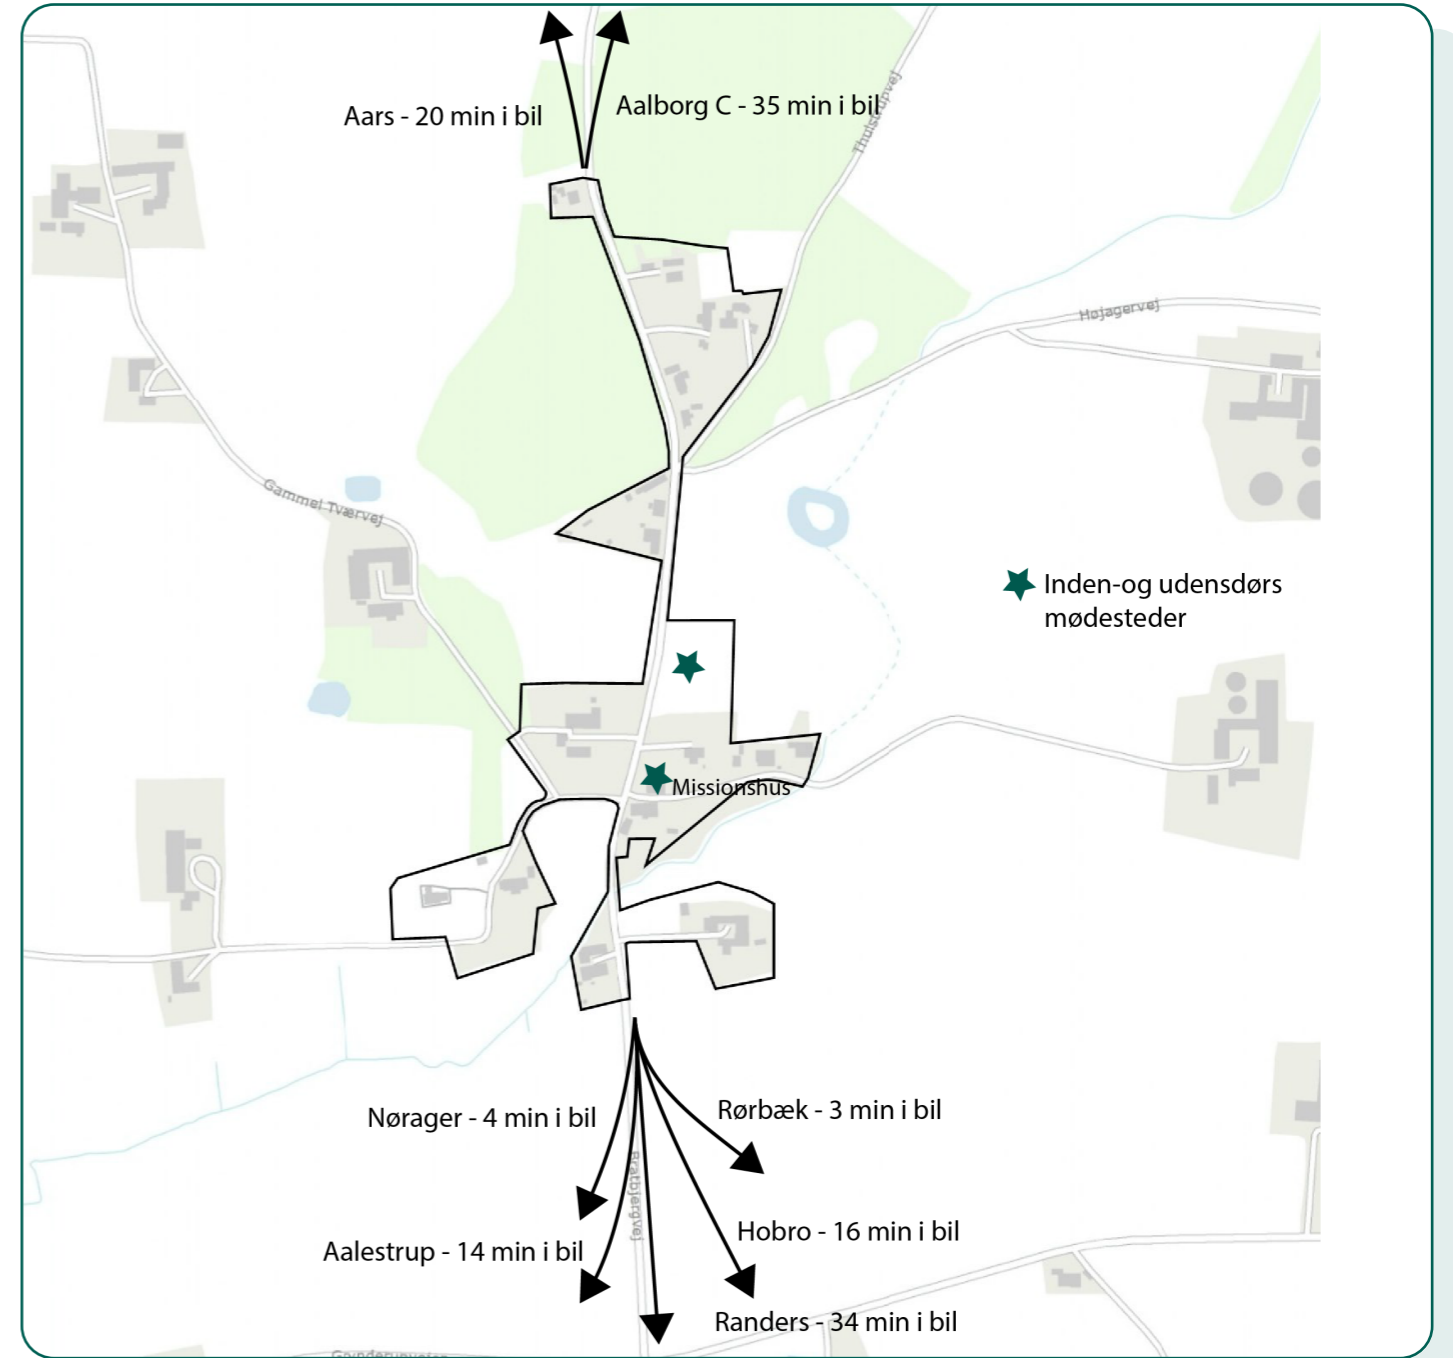 Aars - 20 min i bil
Aalborg C - 35 min i bil
Thulstrupvej
Højagervej
Gammel Tværvej
Inden-og udensdørs
mødesteder
Missionshus
Nørager - 4 min i bil
Rørbæk - 3 min i bil
Bratbjergvej
Hobro - 16 min i bil
Aalestrup - 14 min i bil
Randers - 34 min i bil